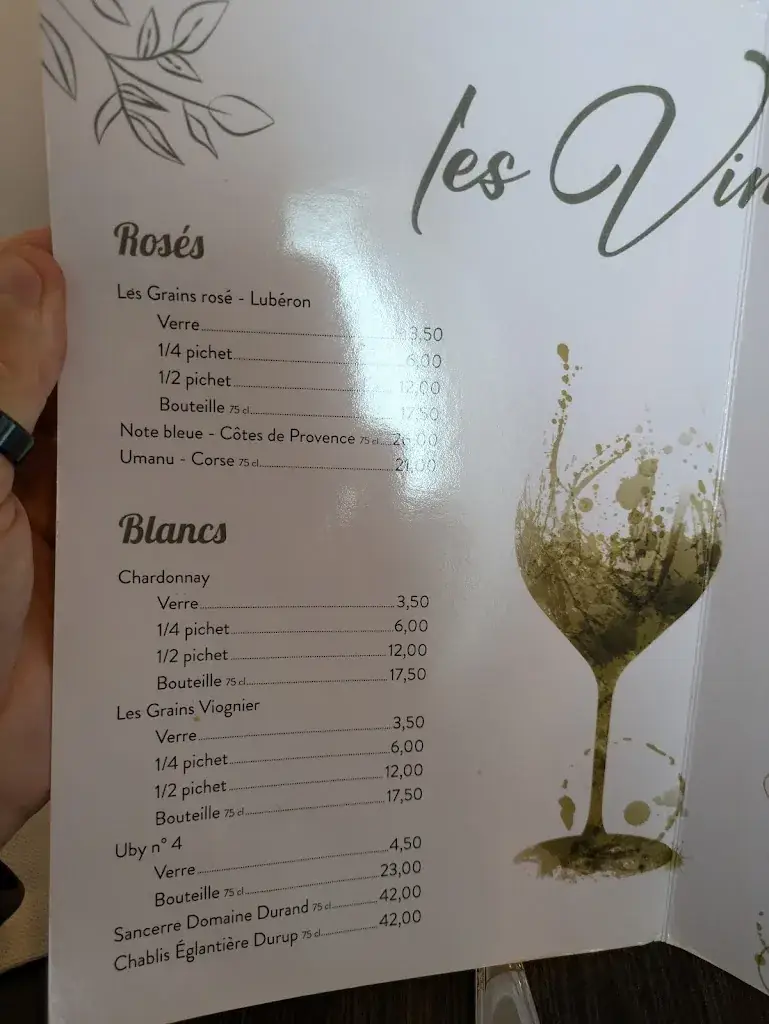 les Vin
Rosés
Les Grains rosé - Lubéron
Verre 3,50
1/4 pichet 6,00
1/2 pichet 12,00
Bouteille 75 cl 17,50
Note bleue - Côtes de Provence 75 cl 26,00
Umanu - Corse 75 cl 21,00
Blancs
Chardonnay
Verre 3,50
1/4 pichet 6,00
1/2 pichet 12,00
Bouteille 75 cl 17,50
Les Grains Viognier
Verre 3,50
1/4 pichet 6,00
1/2 pichet 12,00
Bouteille 75 cl 17,50
Uby n° 4
Verre 4,50
Bouteille 75 cl 23,00
Sancerre Domaine Durand 75 cl 42,00
Chablis Églantière Durup 75 cl 42,00